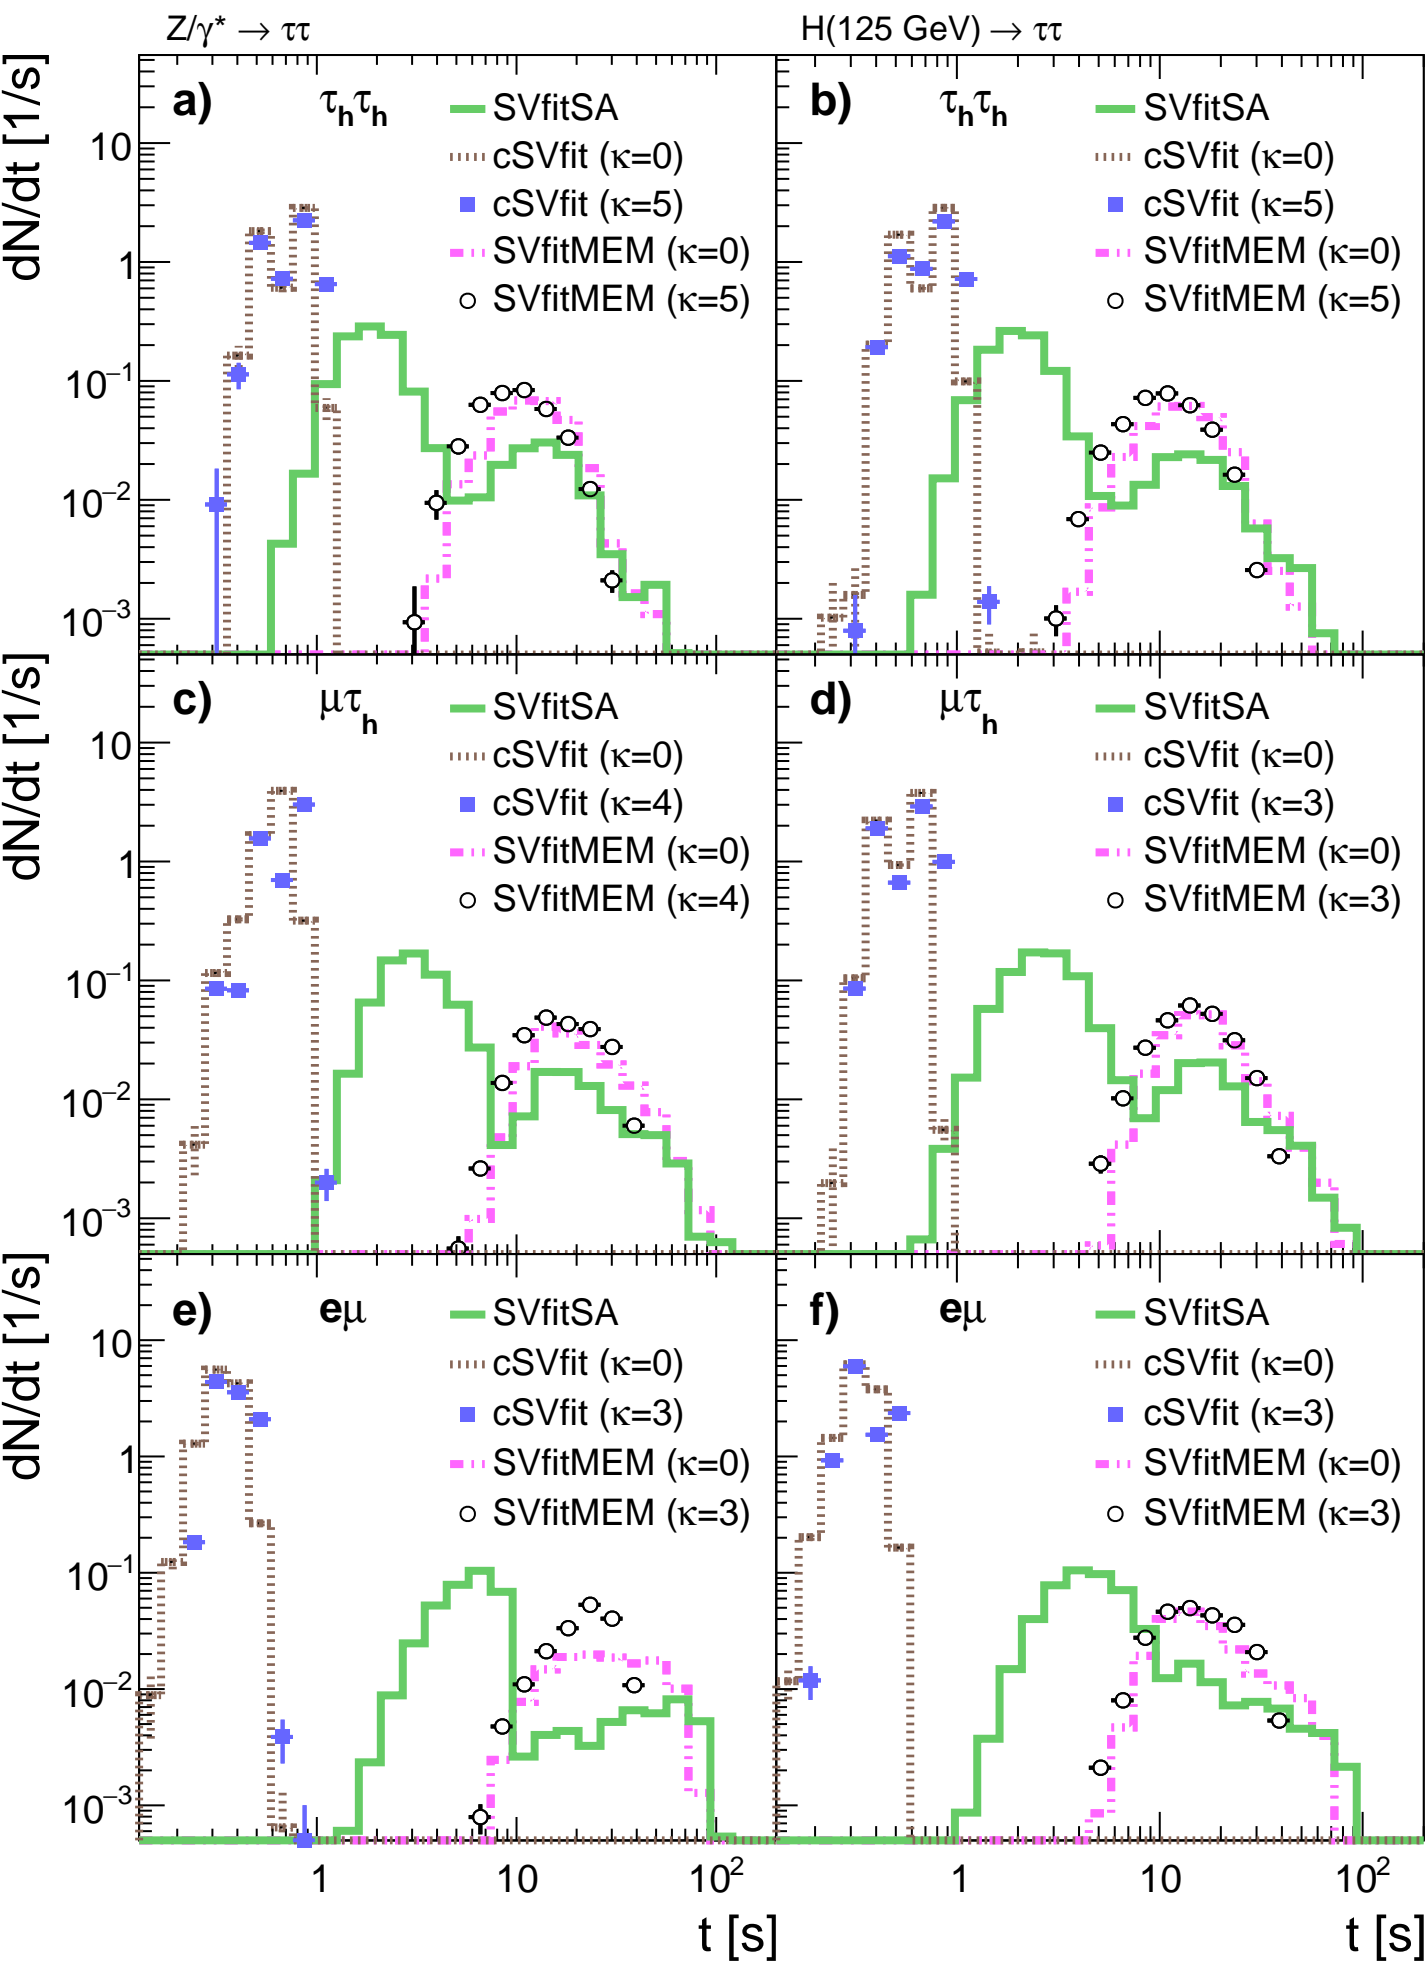 Z/γ* → ττ
H(125 GeV) → ττ
dN/dt [1/s]
10
1
10⁻¹
10⁻²
10⁻³
a)
τhτh
SVfitSA
cSVfit (κ=0)
cSVfit (κ=5)
SVfitMEM (κ=0)
SVfitMEM (κ=5)
b)
τhτh
SVfitSA
cSVfit (κ=0)
cSVfit (κ=5)
SVfitMEM (κ=0)
SVfitMEM (κ=5)
dN/dt [1/s]
10
1
10⁻¹
10⁻²
10⁻³
c)
μτh
SVfitSA
cSVfit (κ=0)
cSVfit (κ=4)
SVfitMEM (κ=0)
SVfitMEM (κ=4)
d)
μτh
SVfitSA
cSVfit (κ=0)
cSVfit (κ=3)
SVfitMEM (κ=0)
SVfitMEM (κ=3)
dN/dt [1/s]
10
1
10⁻¹
10⁻²
10⁻³
e)
eμ
SVfitSA
cSVfit (κ=0)
cSVfit (κ=3)
SVfitMEM (κ=0)
SVfitMEM (κ=3)
f)
eμ
SVfitSA
cSVfit (κ=0)
cSVfit (κ=3)
SVfitMEM (κ=0)
SVfitMEM (κ=3)
1 10 10²
1 10 10²
t [s]
t [s]